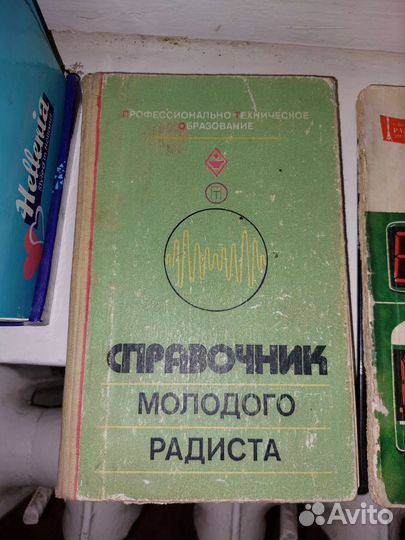 ПРОФЕССИОНАЛЬНО-ТЕХНИЧЕСКОЕ
ОБРАЗОВАНИЕ
СПРАВОЧНИК
МОЛОДОГО
РАДИСТА
Hellenia
Avito